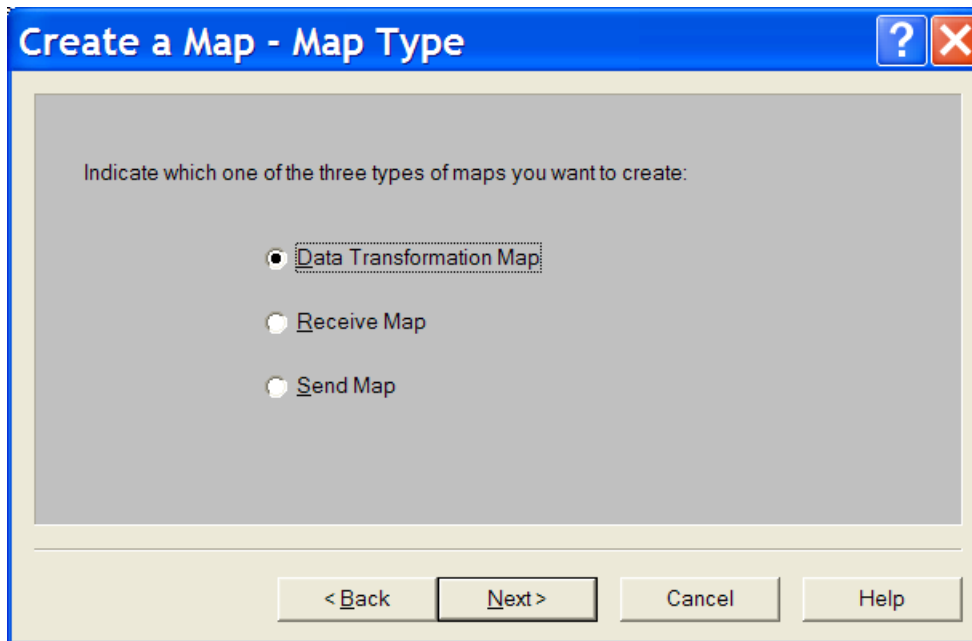 Create a Map - Map Type
Indicate which one of the three types of maps you want to create:
Data Transformation Map
Receive Map
Send Map
< Back
Next >
Cancel
Help